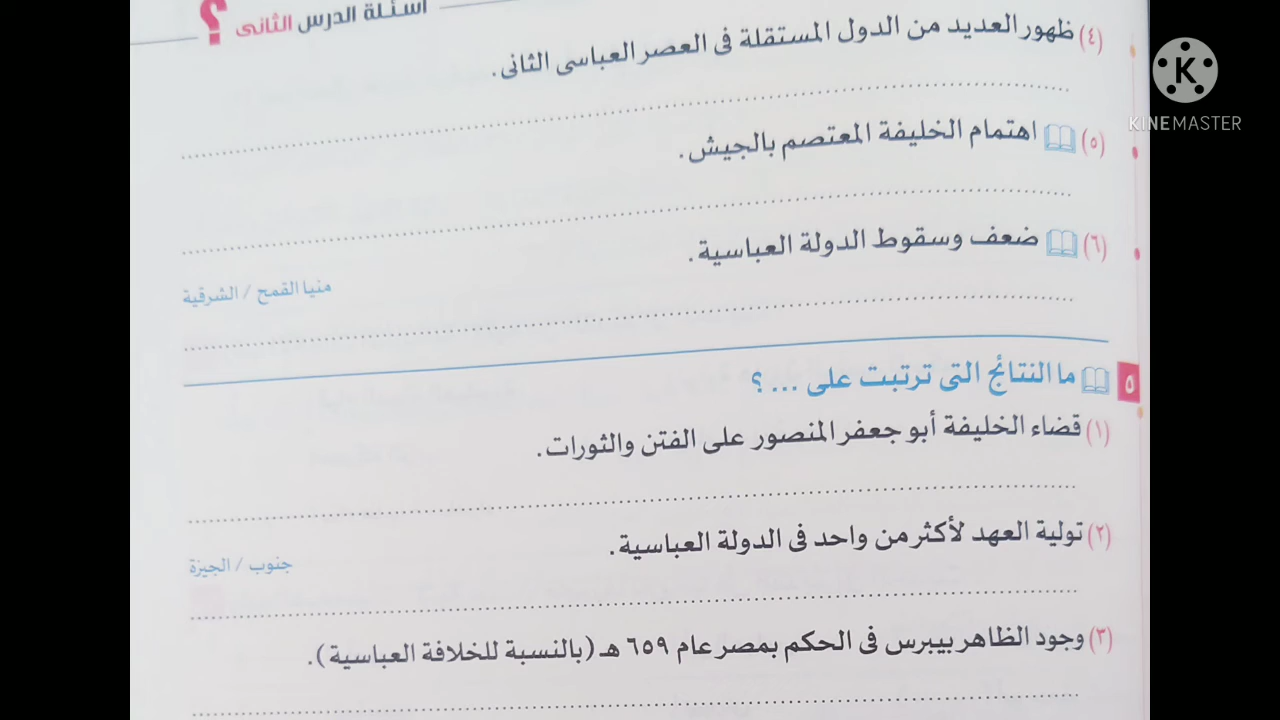 أسئلة الدرس الثانى ؟
(٤) ظهور العديد من الدول المستقلة فى العصر العباسى الثانى.
(٥) اهتمام الخليفة المعتصم بالجيش.
(٦) ضعف وسقوط الدولة العباسية.
منيا القمح / الشرقية
٥ ما النتائج التى ترتبت على ... ؟
(١) قضاء الخليفة أبو جعفر المنصور على الفتن والثورات.
(٢) تولية العهد لأكثر من واحد فى الدولة العباسية.
جنوب / الجيزة
(٣) وجود الظاهر بيبرس فى الحكم بمصر عام ٦٥٩ هـ (بالنسبة للخلافة العباسية).
K
KINEMASTER